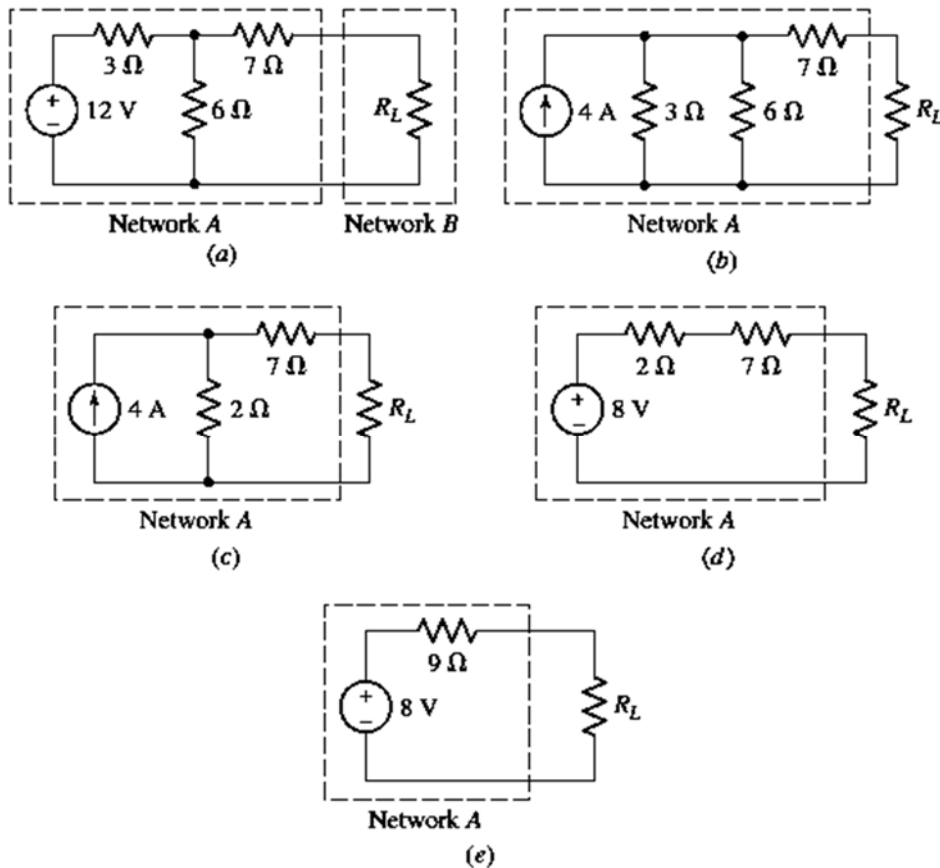 3 Ω
7 Ω
+
−
12 V
6 Ω
R_L
Network A
Network B
(a)
7 Ω
4 A
3 Ω
6 Ω
R_L
Network A
(b)
7 Ω
4 A
2 Ω
R_L
Network A
(c)
2 Ω
7 Ω
+
−
8 V
R_L
Network A
(d)
9 Ω
+
−
8 V
R_L
Network A
(e)